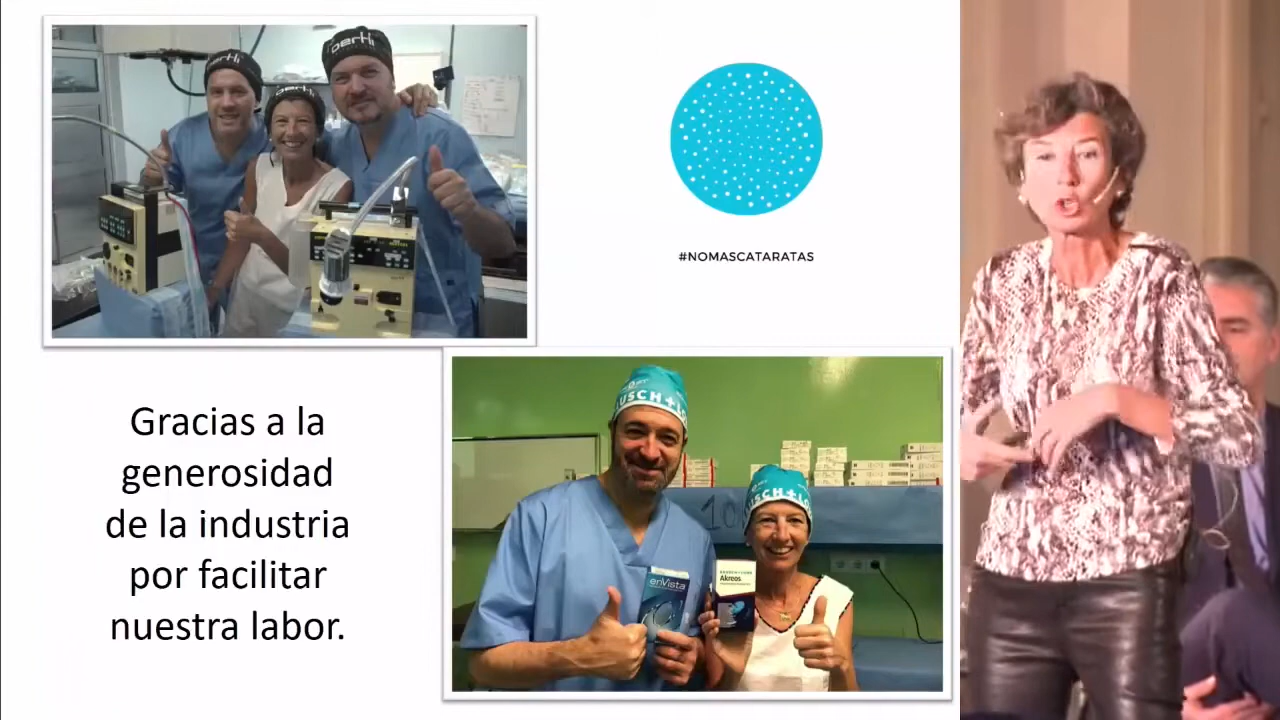 #NOMASCATARATAS
Gracias a la
generosidad
de la industria
por facilitar
nuestra labor.
enVista
Akreos